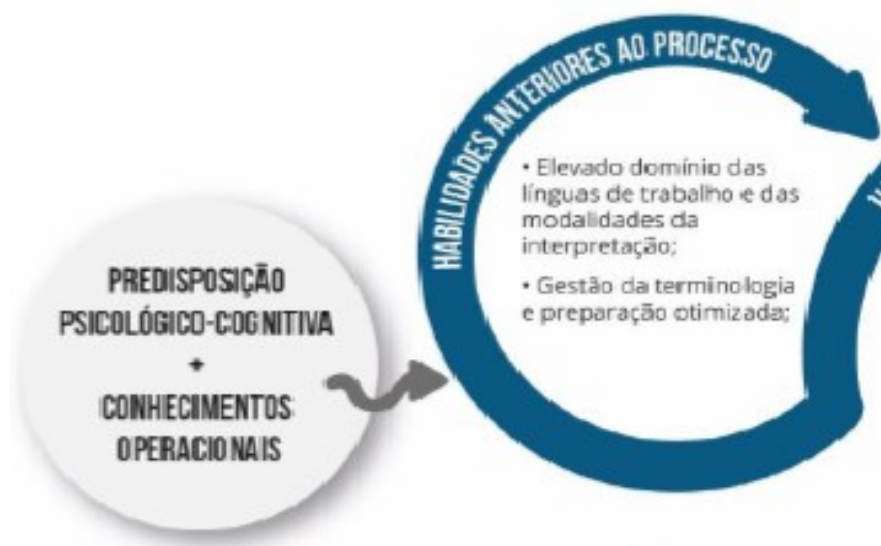 PREDISPOSIÇÃO
PSICOLÓGICO-COGNITIVA
+
CONHECIMENTOS
OPERACIONAIS
HABILIDADES ANTERIORES AO PROCESSO
• Elevado domínio das
línguas de trabalho e das
modalidades da
interpretação;
• Gestão da terminologia
e preparação otimizada;